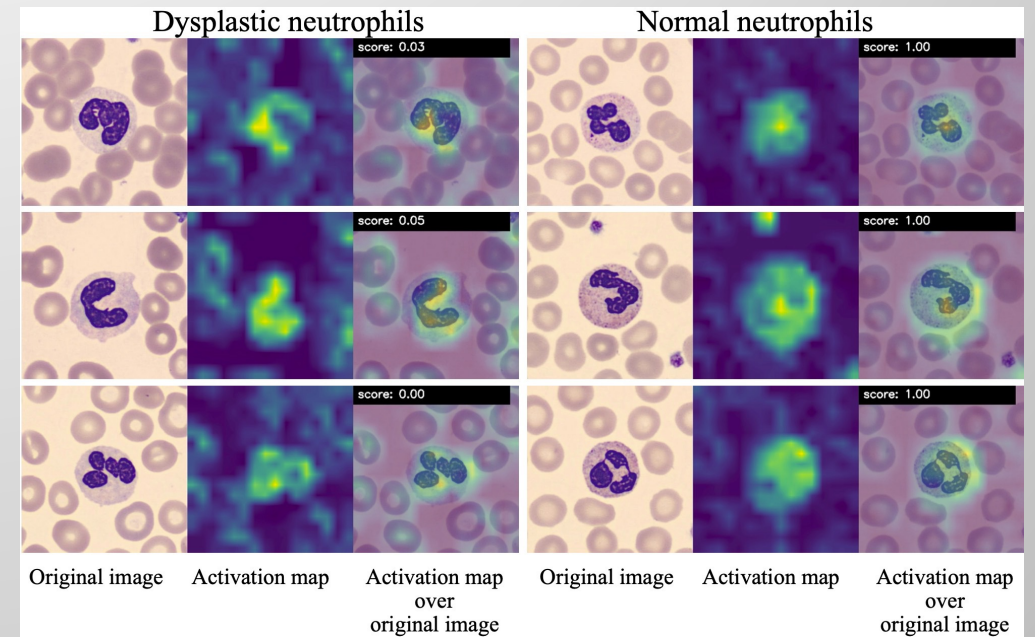 Dysplastic neutrophils
Normal neutrophils
score: 0.03
score: 1.00
score: 0.05
score: 1.00
score: 0.00
score: 1.00
Original image
Activation map
Activation map
over
original image
Original image
Activation map
Activation map
over
original image